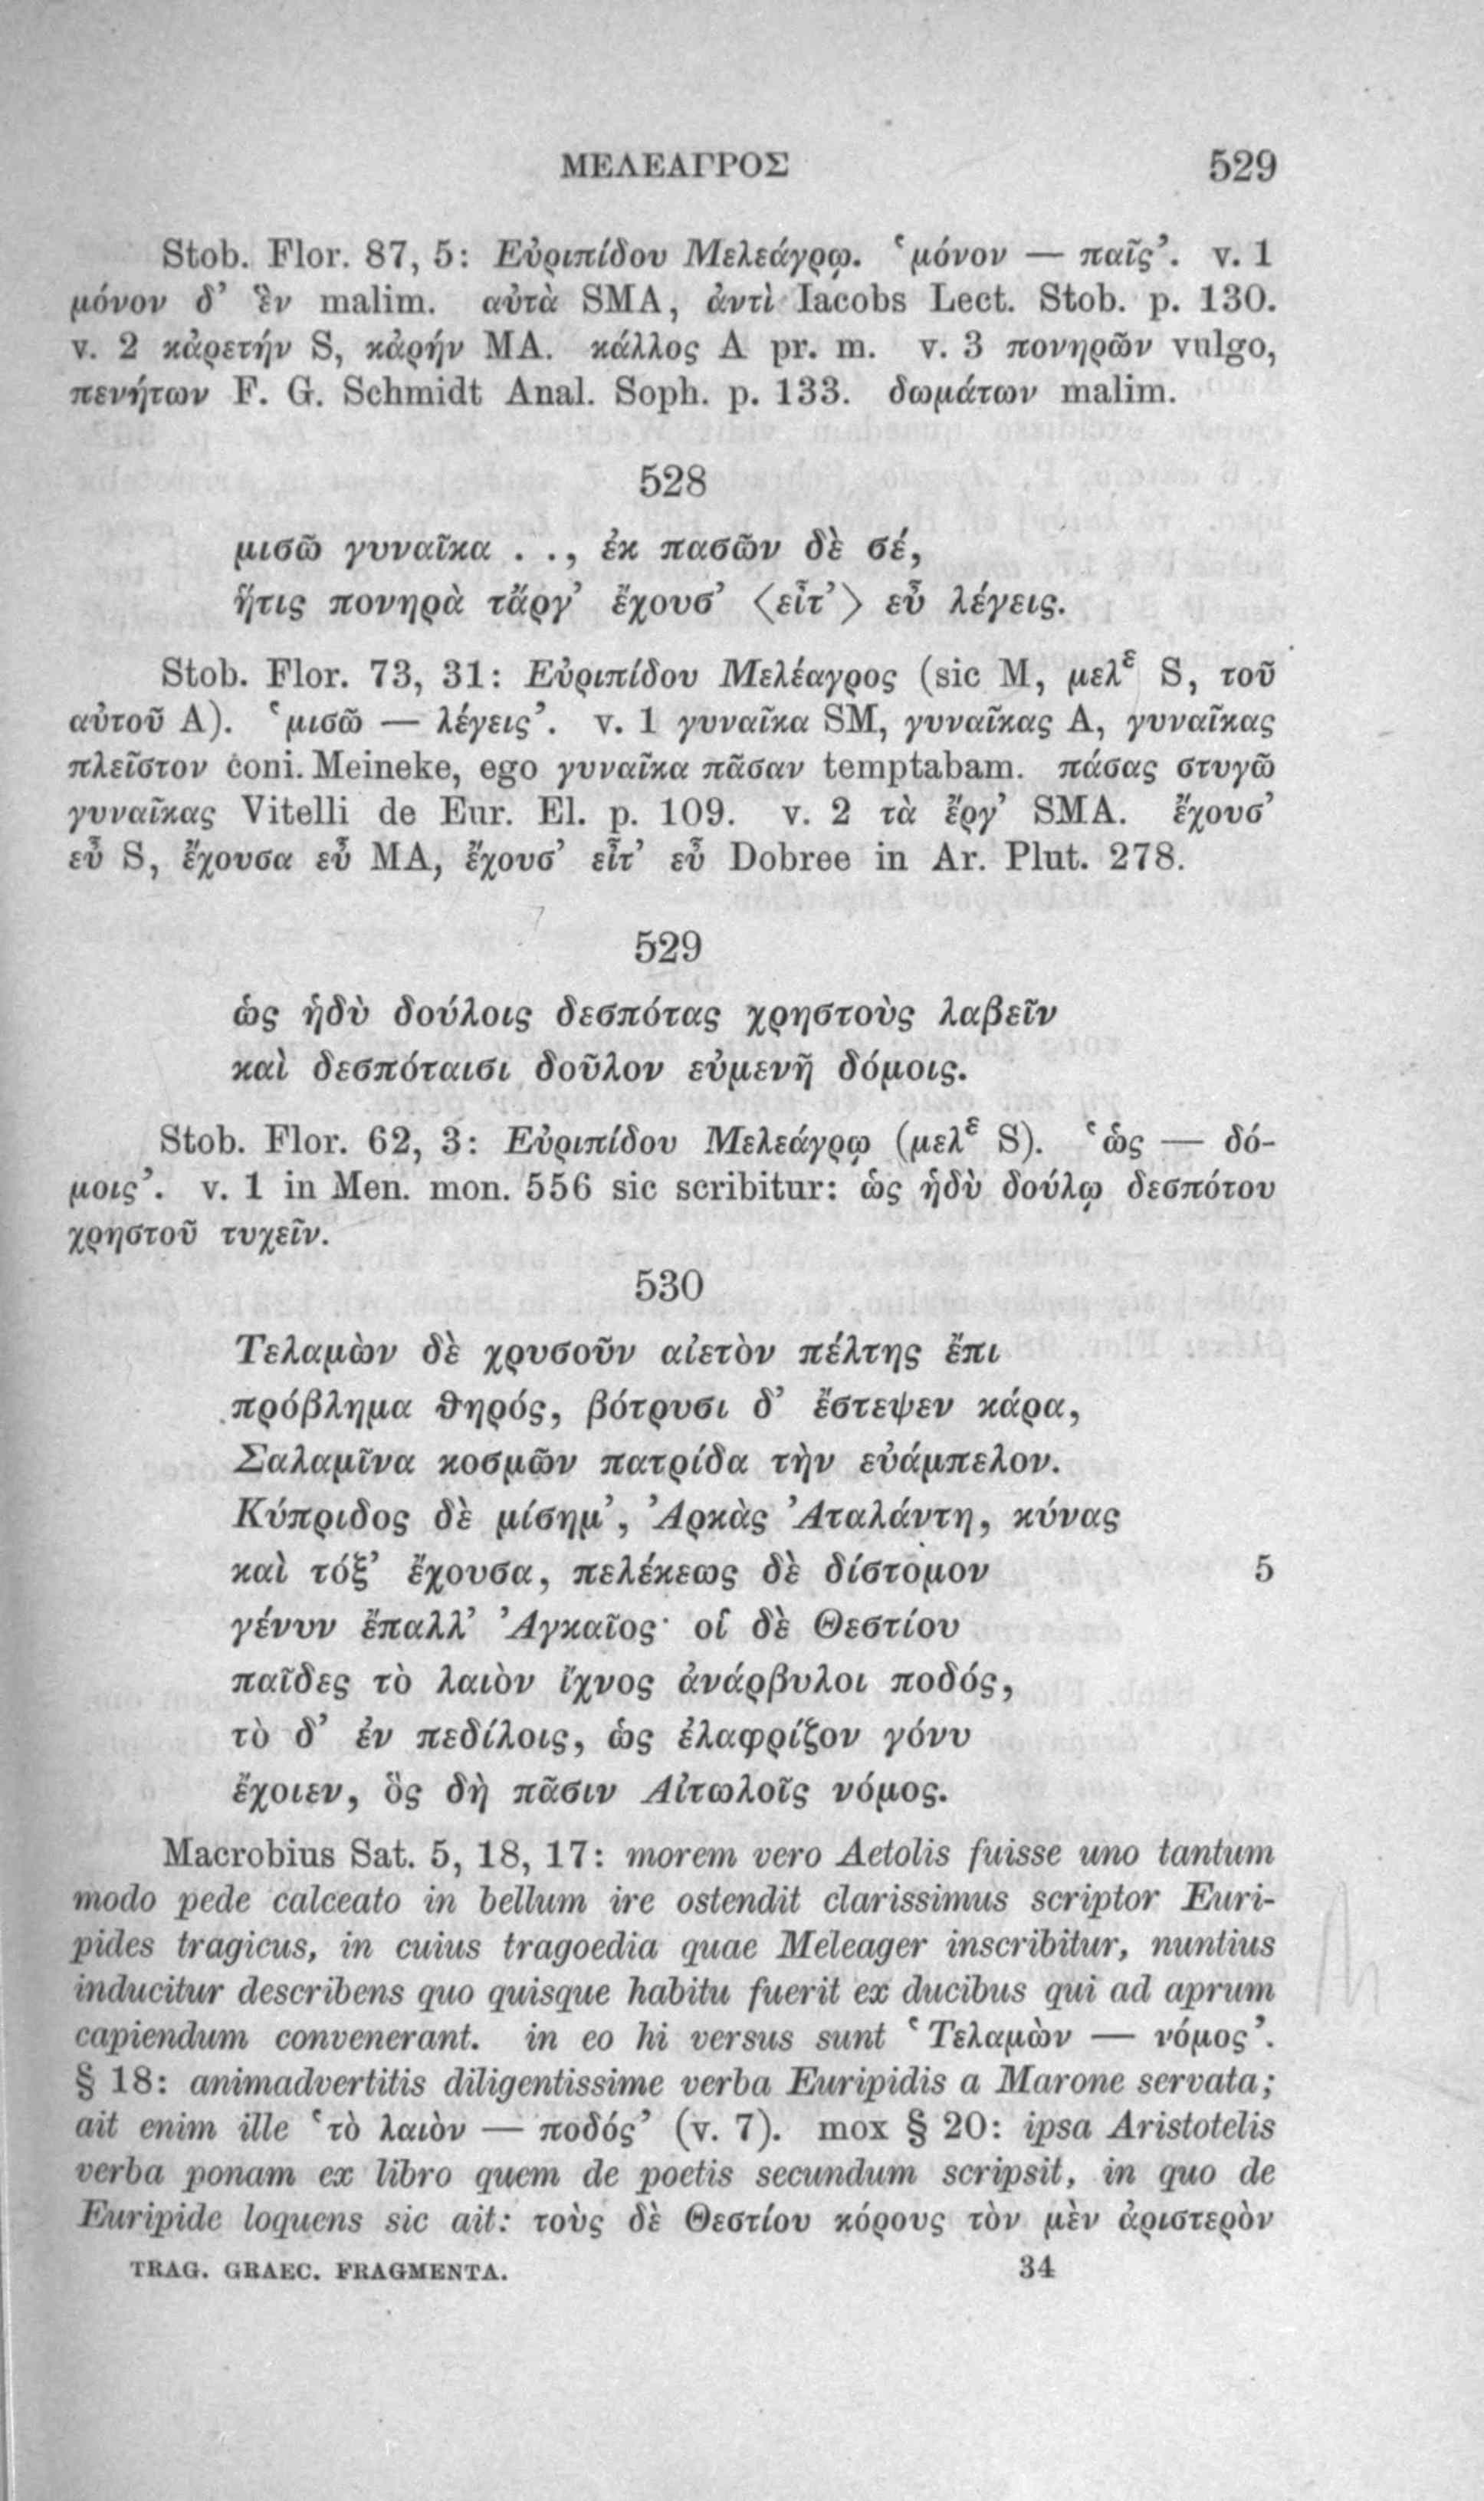 ΜΕΛΕΑΓΡΟΣ 529
Stob. Flor. 87, 5: Εὐριπίδου Μελεάγρῳ. ‘μόνον — παῖς’. v. 1
μόνον δ’ ἓν malim. αὐτὰ SMA, ἀντὶ Iacobs Lect. Stob. p. 130.
v. 2 κἀρετήν S, κἀρήν MA. κάλλος A pr. m. v. 3 πονηρῶν vulgo,
πενήτων F. G. Schmidt Anal. Soph. p. 133. δωμάτων malim.
528
μισῶ γυναῖκα . ., ἐκ πασῶν δὲ σέ,
ἥτις πονηρὰ τἄργ’ ἔχουσ’ ⟨εἶτ’⟩ εὖ λέγεις.
Stob. Flor. 73, 31: Εὐριπίδου Μελέαγρος (sic M, μελ^ε S, τοῦ
αὐτοῦ A). ‘μισῶ — λέγεις’. v. 1 γυναῖκα SM, γυναῖκας A, γυναῖκας
πλεῖστον coni. Meineke, ego γυναῖκα πᾶσαν temptabam. πάσας στυγῶ
γυναῖκας Vitelli de Eur. El. p. 109. v. 2 τὰ ἔργ’ SMA. ἔχουσ’
εὖ S, ἔχουσα εὖ MA, ἔχουσ’ εἶτ’ εὖ Dobree in Ar. Plut. 278.
529
ὡς ἡδὺ δούλοις δεσπότας χρηστοὺς λαβεῖν
καὶ δεσπόταισι δοῦλον εὐμενῆ δόμοις.
Stob. Flor. 62, 3: Εὐριπίδου Μελεάγρῳ (μελ^ε S). ‘ὡς — δό-
μοις’. v. 1 in Men. mon. 556 sic scribitur: ὡς ἡδὺ δούλῳ δεσπότου
χρηστοῦ τυχεῖν.
530
Τελαμὼν δὲ χρυσοῦν αἰετὸν πέλτης ἔπι
πρόβλημα θηρός, βότρυσι δ’ ἔστεψεν κάρα,
Σαλαμῖνα κοσμῶν πατρίδα τὴν εὐάμπελον.
Κύπριδος δὲ μίσημ’, Ἀρκὰς Ἀταλάντη, κύνας
καὶ τόξ’ ἔχουσα, πελέκεως δὲ δίστομον 5
γένυν ἔπαλλ’ Ἀγκαῖος· οἱ δὲ Θεστίου
παῖδες τὸ λαιὸν ἴχνος ἀνάρβυλοι ποδός,
τὸ δ’ ἐν πεδίλοις, ὡς ἐλαφρίζον γόνυ
ἔχοιεν, ὃς δὴ πᾶσιν Αἰτωλοῖς νόμος.
Macrobius Sat. 5, 18, 17: morem vero Aetolis fuisse uno tantum
modo pede calceato in bellum ire ostendit clarissimus scriptor Euri-
pides tragicus, in cuius tragoedia quae Meleager inscribitur, nuntius
inducitur describens quo quisque habitu fuerit ex ducibus qui ad aprum
capiendum convenerant. in eo hi versus sunt ‘Τελαμὼν — νόμος’.
§ 18: animadvertitis diligentissime verba Euripidis a Marone servata;
ait enim ille ‘τὸ λαιὸν — ποδός’ (v. 7). mox § 20: ipsa Aristotelis
verba ponam ex libro quem de poetis secundum scripsit, in quo de
Euripide loquens sic ait: τοὺς δὲ Θεστίου κόρους τὸν μὲν ἀριστερὸν
TRAG. GRAEC. FRAGMENTA. 34